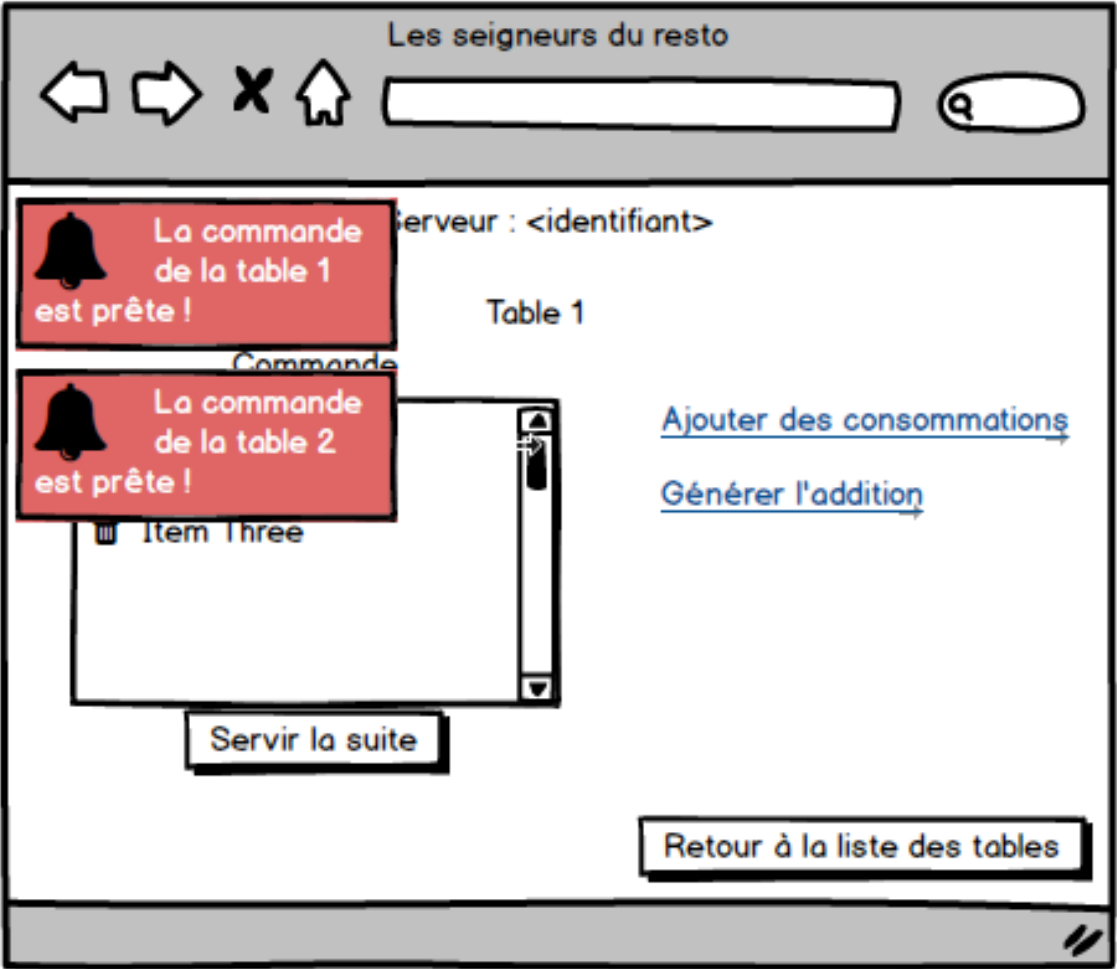 Les seigneurs du resto
Serveur : <identifiant>
La commande
de la table 1
est prête !
Table 1
Commande
La commande
de la table 2
est prête !
Ajouter des consommations
Générer l'addition
Item Three
Servir la suite
Retour à la liste des tables